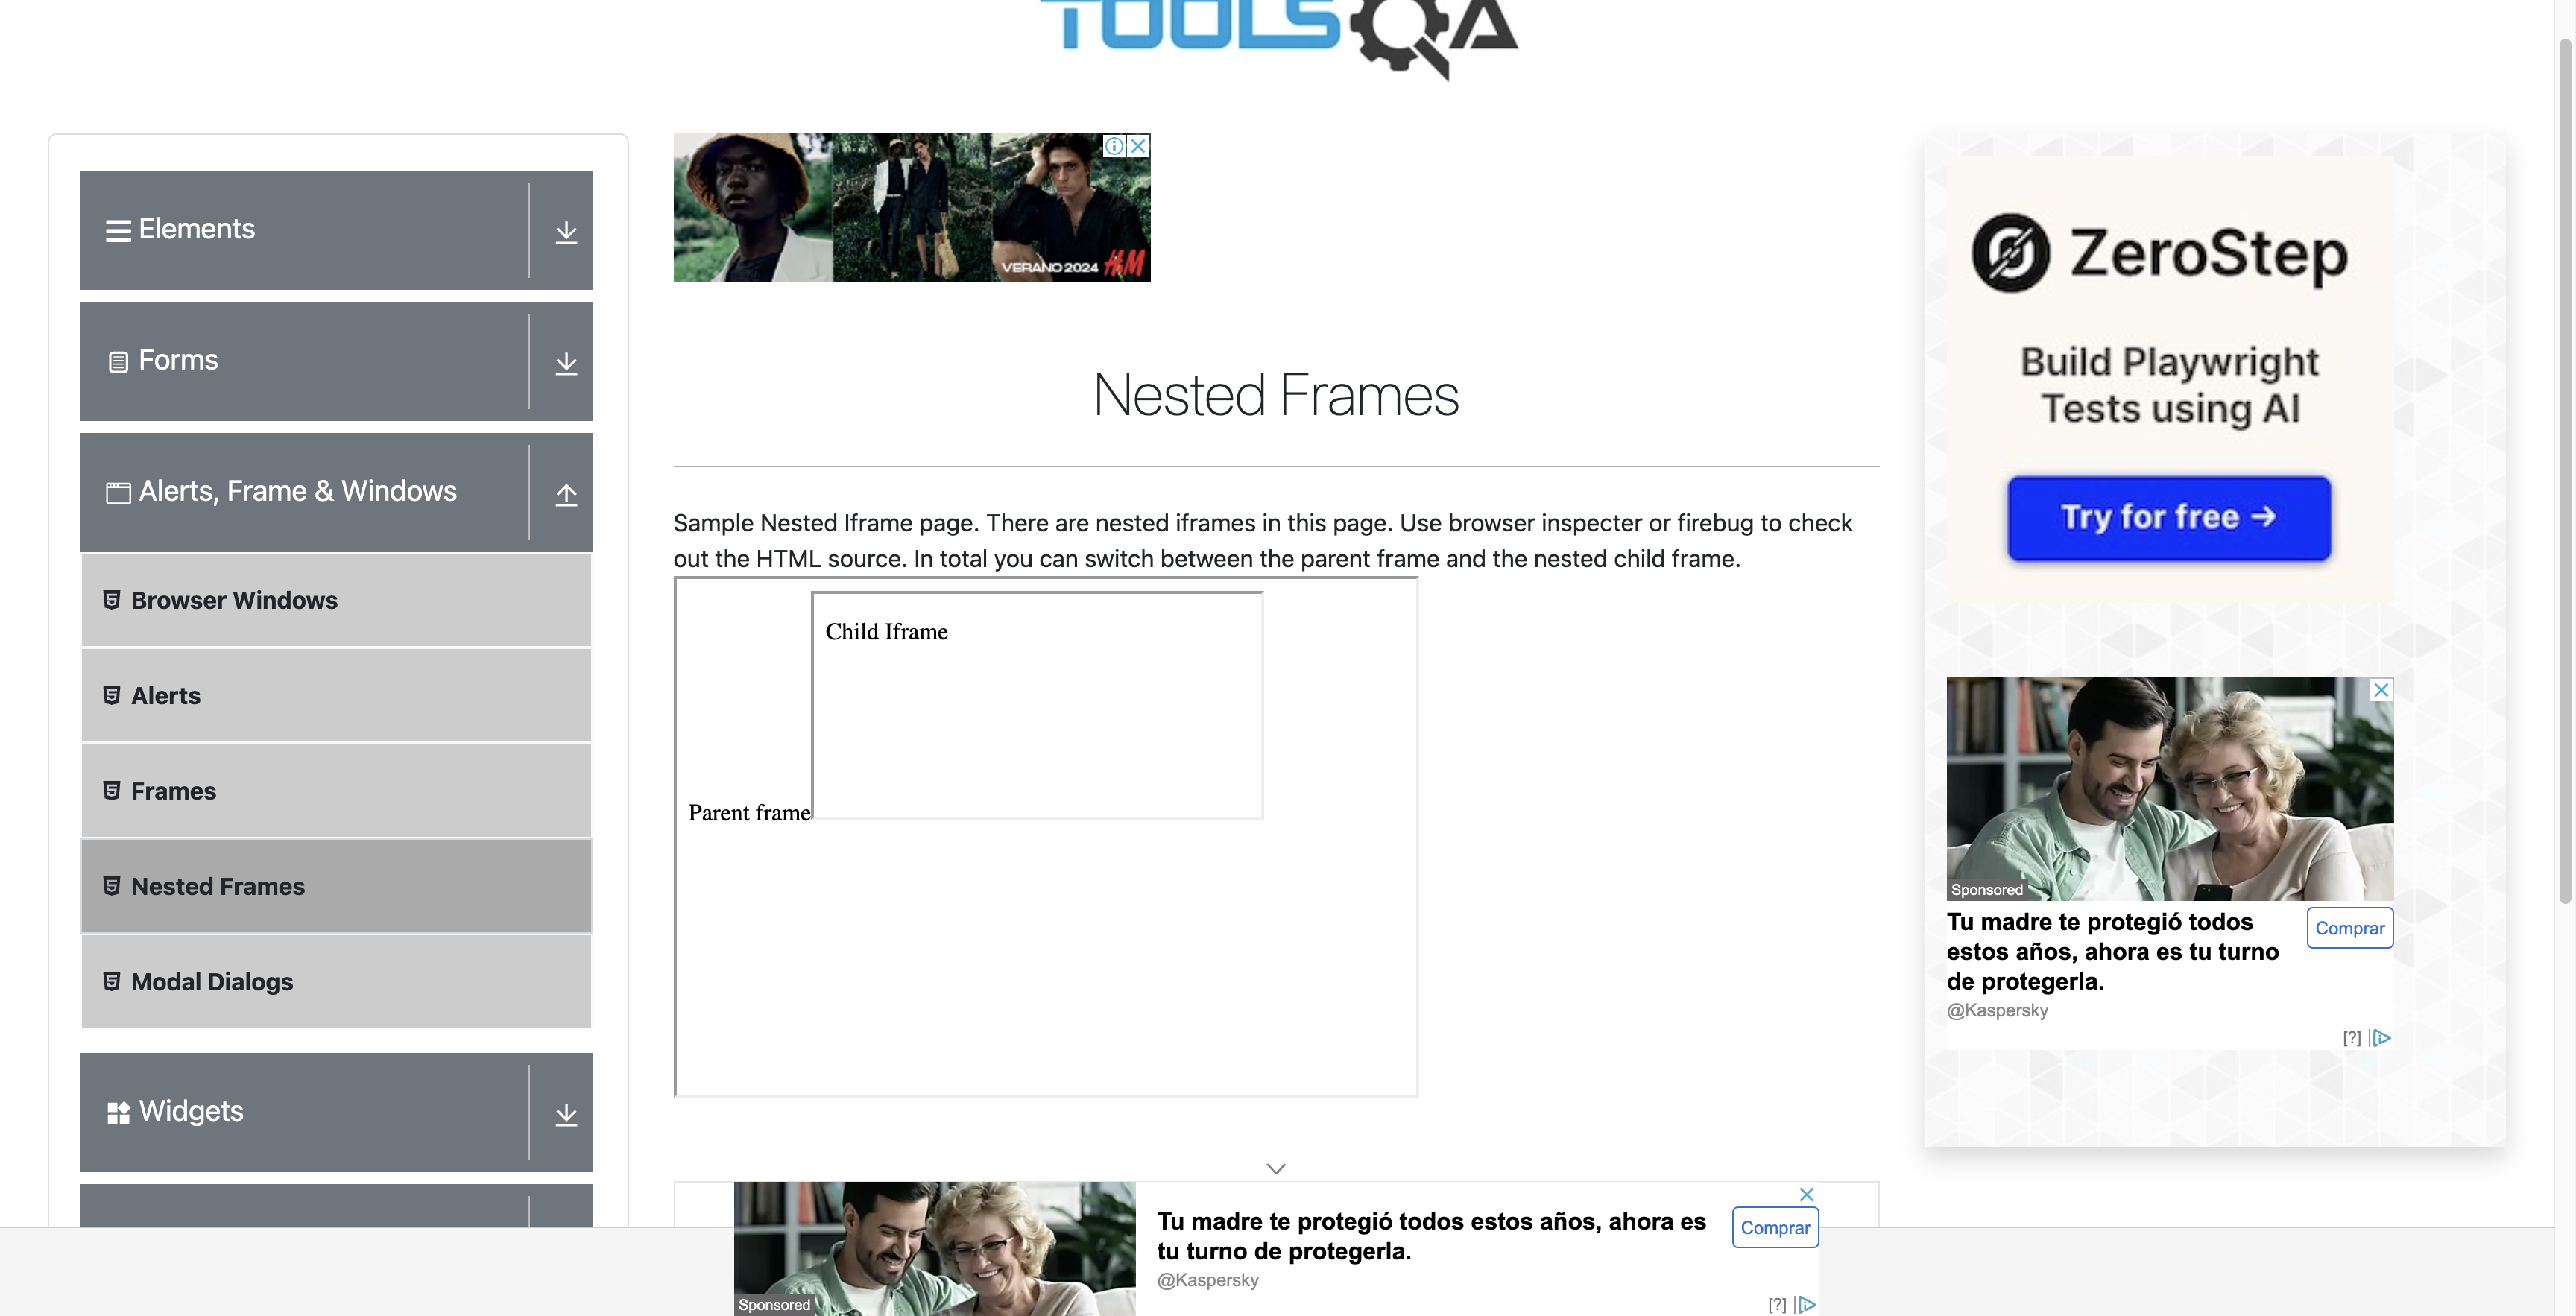 TOOLSQA
Elements
Forms
Alerts, Frame & Windows
Browser Windows
Alerts
Frames
Nested Frames
Modal Dialogs
Widgets
VERANO 2024 H&M
Nested Frames
Sample Nested Iframe page. There are nested iframes in this page. Use browser inspecter or firebug to check
out the HTML source. In total you can switch between the parent frame and the nested child frame.
Child Iframe
Parent frame
Tu madre te protegió todos estos años, ahora es
tu turno de protegerla.
@Kaspersky
Comprar
Sponsored
[?]
ZeroStep
Build Playwright
Tests using AI
Try for free →
Sponsored
Tu madre te protegió todos
estos años, ahora es tu turno
de protegerla.
@Kaspersky
Comprar
[?]